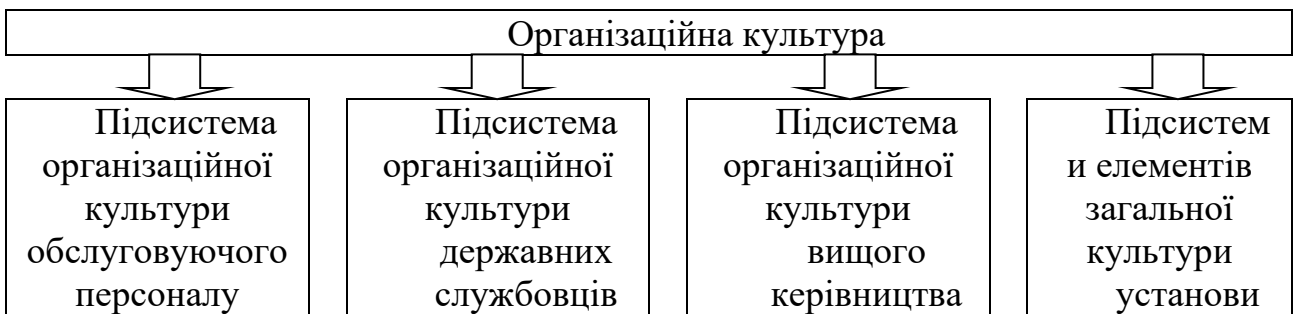 Організаційна культура
Підсистема
організаційної
культури
обслуговуючого
персоналу
Підсистема
організаційної
культури
державних
службовців
Підсистема
організаційної
культури
вищого
керівництва
Підсистем
и елементів
загальної
культури
установи